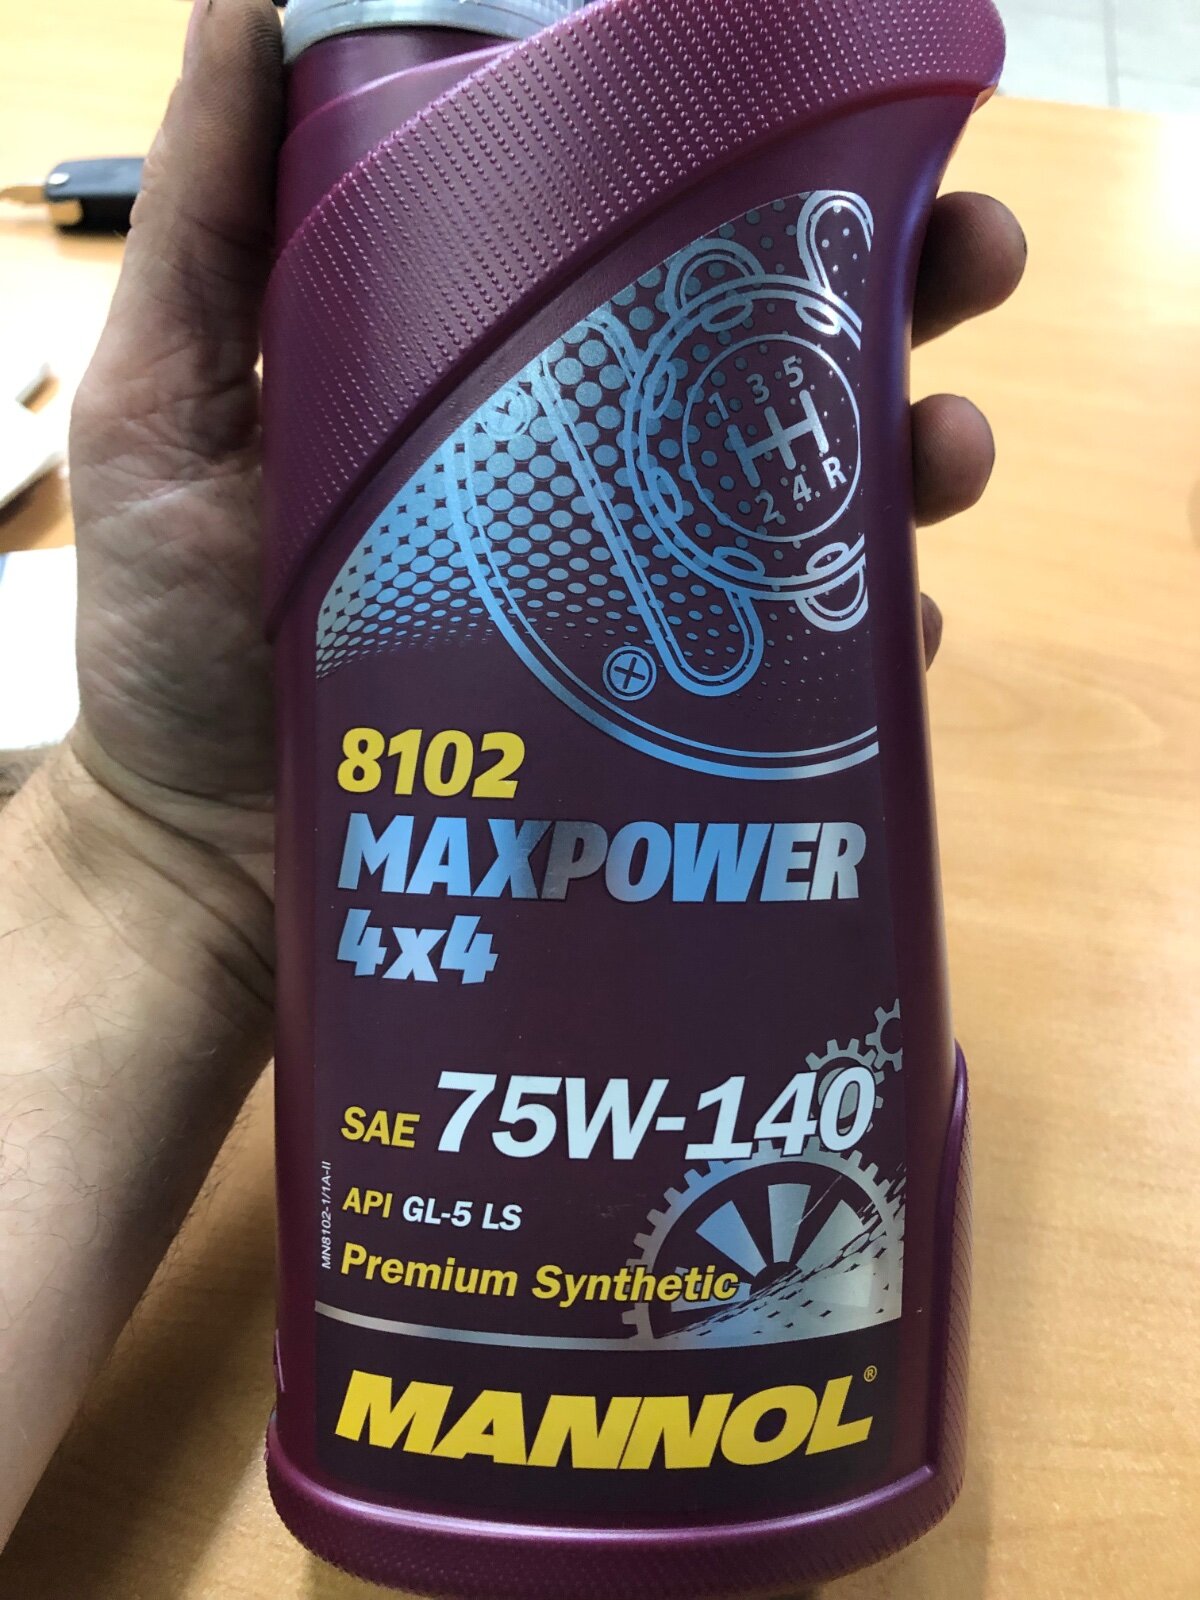 1 3 5
2 4 R
8102
MAXPOWER
4x4
SAE 75W-140
API GL-5 LS
Premium Synthetic
MN8102-1/1A-II
MANNOL®